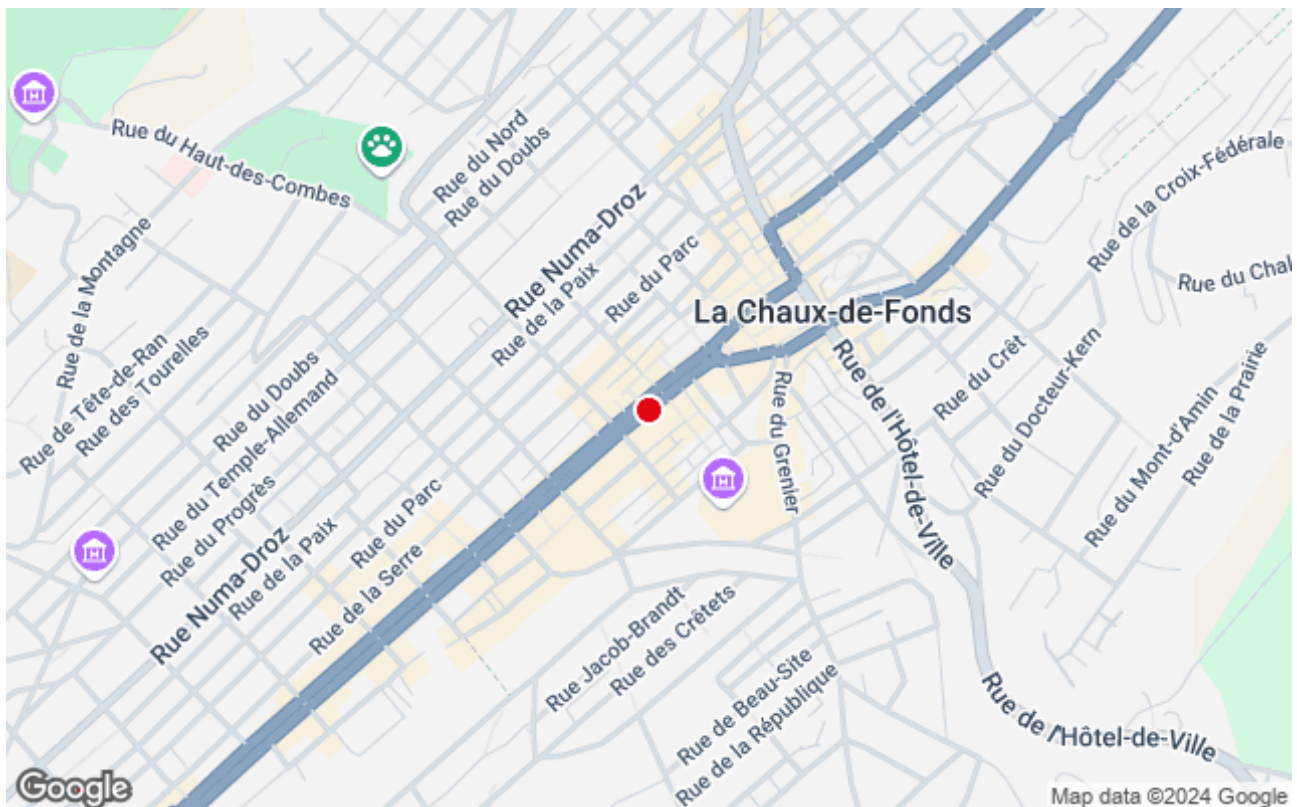 Rue du Haut-des-Combes
Rue du Nord
Rue du Doubs
Rue de la Croix-Fédérale
Rue Numa-Droz
Rue de la Montagne
Rue du Parc
Rue de la Paix
Rue du Chal
La Chaux-de-Fonds
Rue de Tête-de-Ran
Rue des Tourelles
Rue du Doubs
Rue du Temple-Allemand
Rue du Progrès
Rue du Grenier
Rue de l'Hôtel-de-Ville
Rue du Crêt
Rue du Docteur-Kern
Rue du Mont-d'Amin
Rue de la Prairie
Rue Numa-Droz
Rue de la Paix
Rue du Parc
Rue de la Serre
Rue Jacob-Brandt
Rue des Crêtets
Rue de Beau-Site
Rue de la République
Rue de l'Hôtel-de-Ville
Google
Map data ©2024 Google